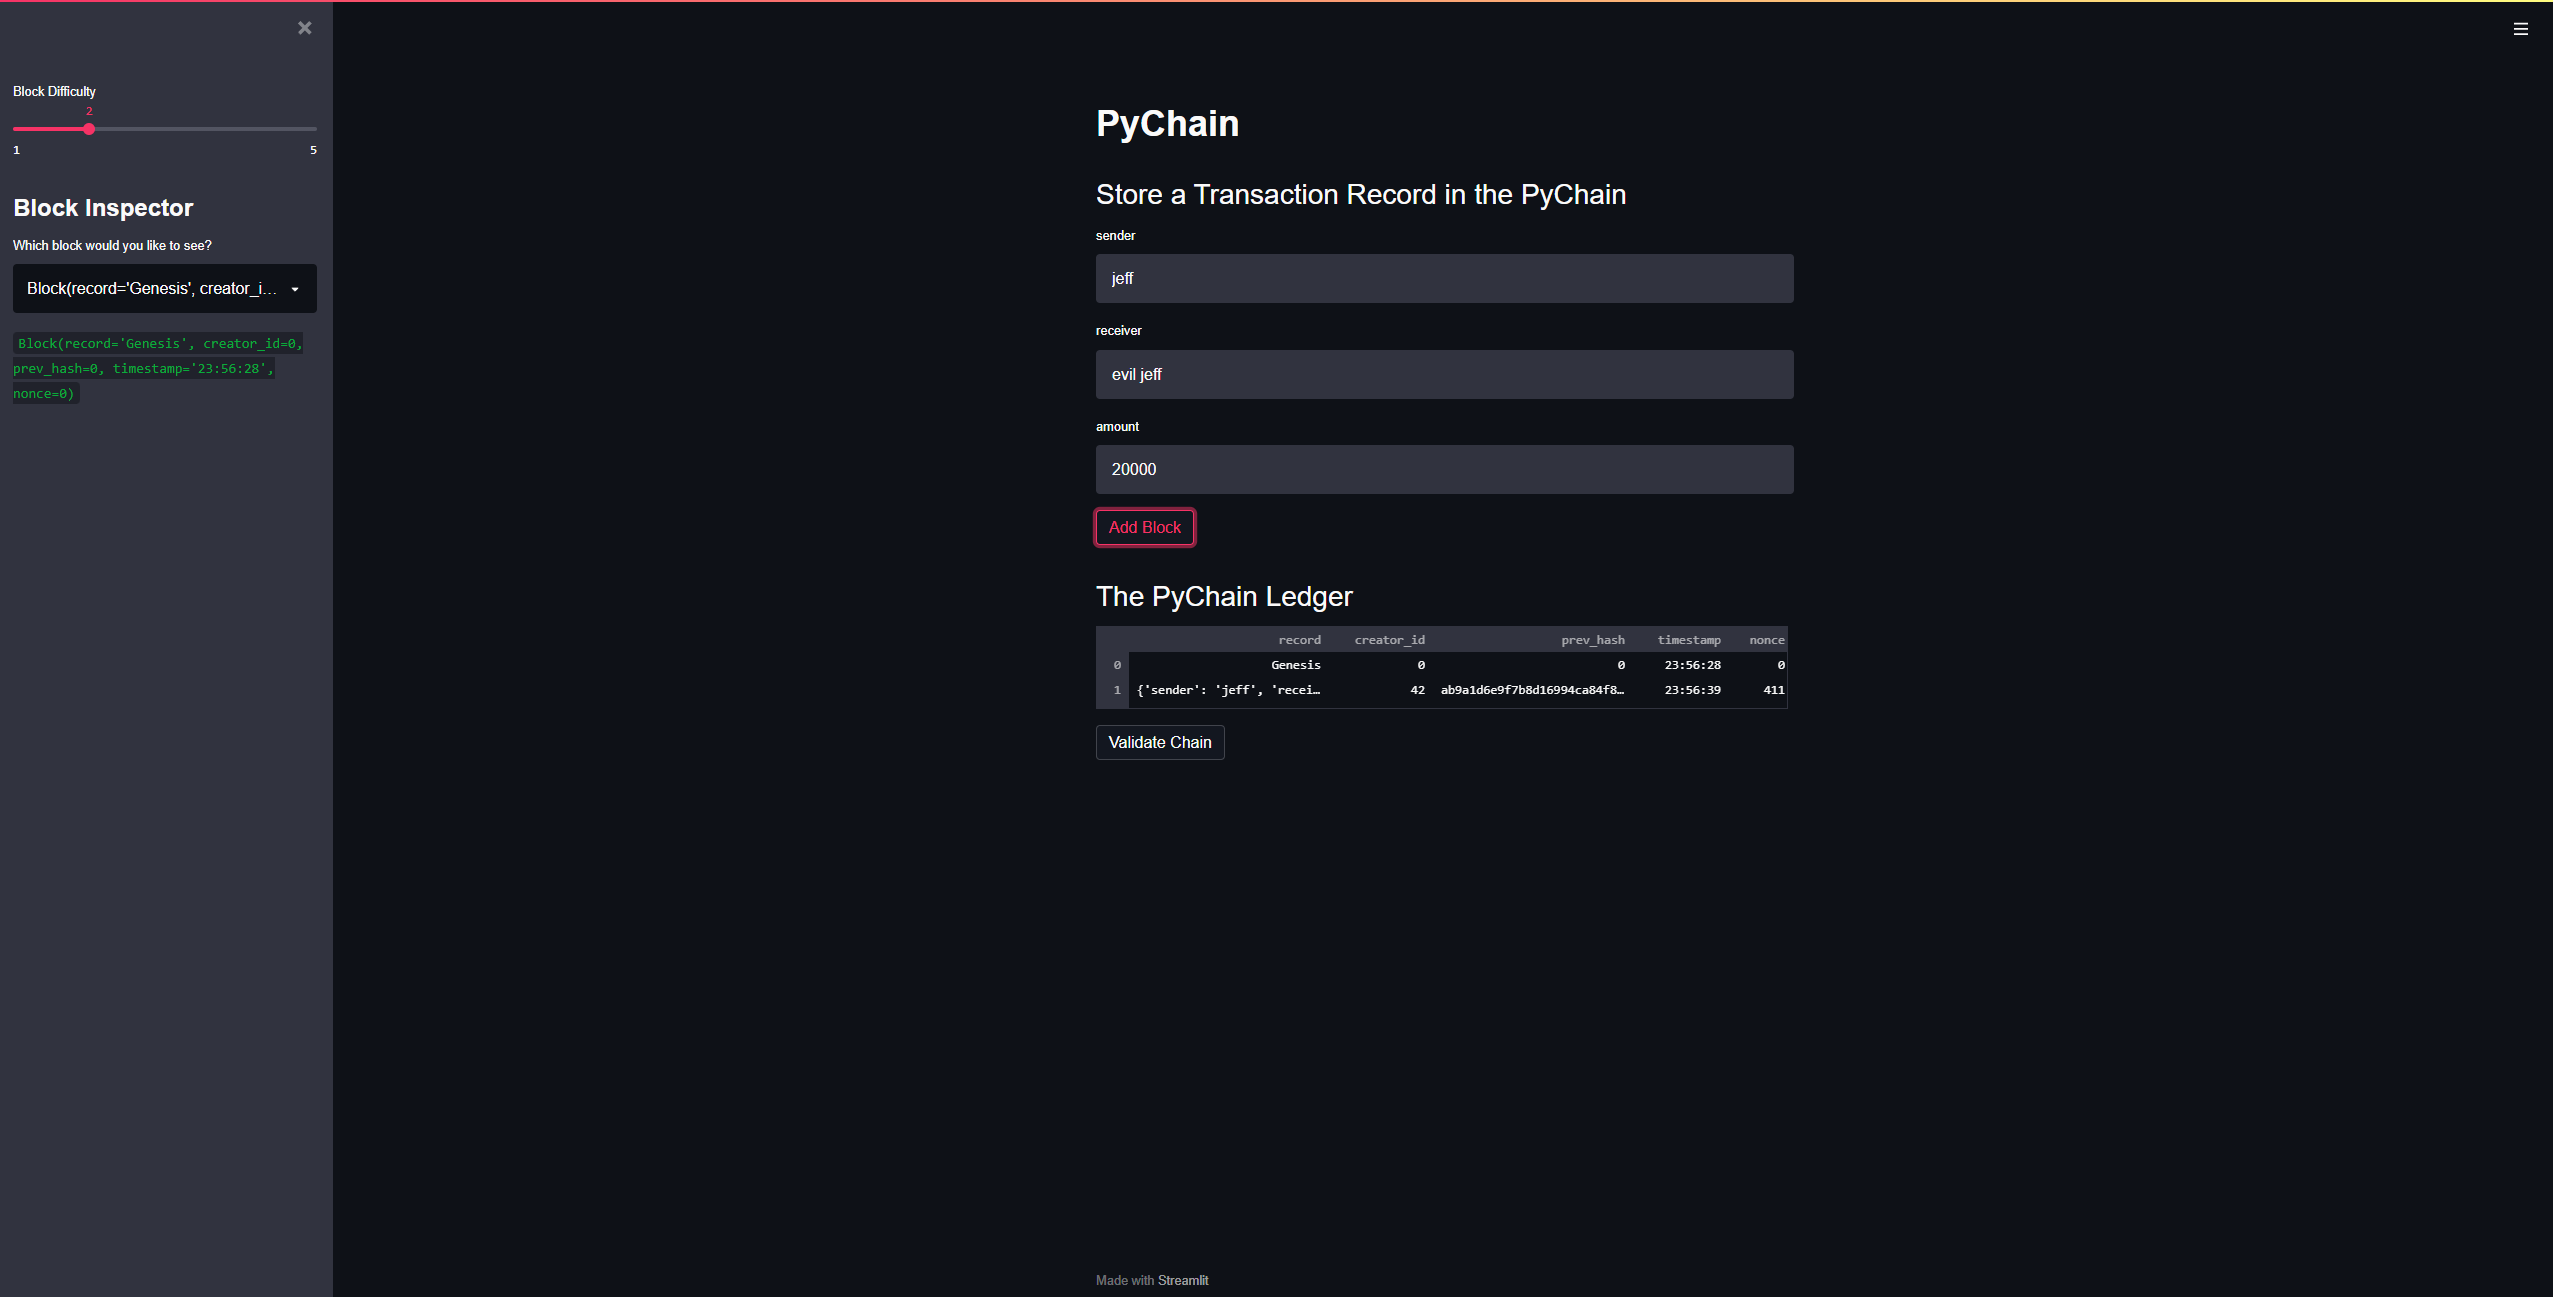 Block Difficulty
2
1 5
Block Inspector
Which block would you like to see?
Block(record='Genesis', creator_i...
Block(record='Genesis', creator_id=0,
prev_hash=0, timestamp='23:56:28',
nonce=0)
PyChain
Store a Transaction Record in the PyChain
sender
jeff
receiver
evil jeff
amount
20000
Add Block
The PyChain Ledger
record creator_id prev_hash timestamp nonce
0 Genesis 0 0 23:56:28 0
1 {'sender': 'jeff', 'recei… 42 ab9a1d6e9f7b8d16994ca84f8… 23:56:39 411
Validate Chain
Made with Streamlit